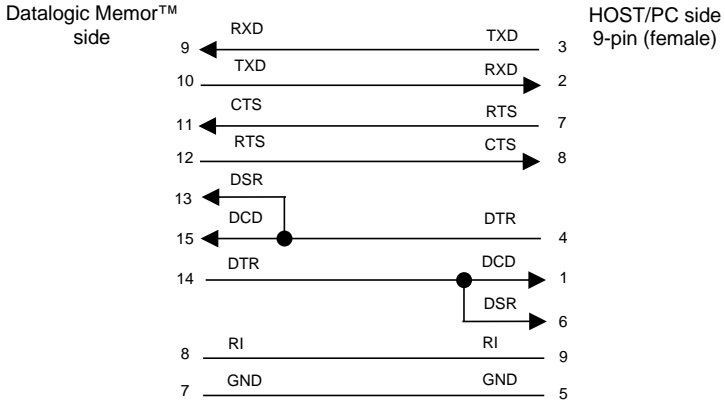 Datalogic Memor™
side
HOST/PC side
9-pin (female)
9 RXD TXD 3
10 TXD RXD 2
11 CTS RTS 7
12 RTS CTS 8
13 DSR
15 DCD DTR 4
14 DTR DCD 1
DSR 6
8 RI RI 9
7 GND GND 5